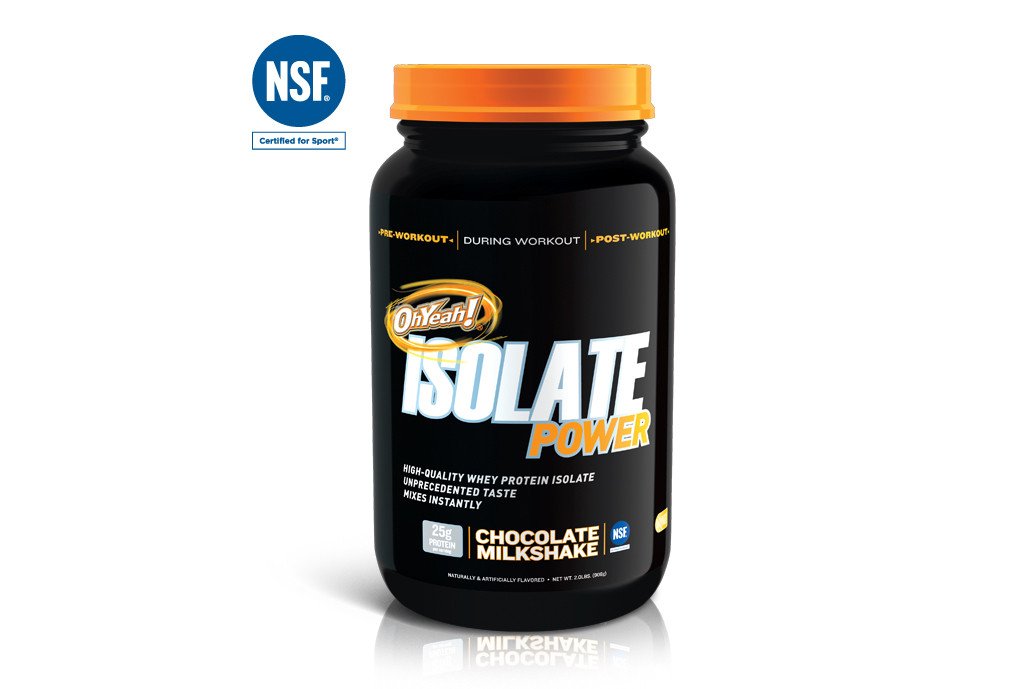 NSF®
Certified for Sport®
PRE-WORKOUT | DURING WORKOUT | POST-WORKOUT
OhYeah!®
ISOLATE
POWER
HIGH-QUALITY WHEY PROTEIN ISOLATE
UNPRECEDENTED TASTE
MIXES INSTANTLY
25g
PROTEIN
CHOCOLATE
MILKSHAKE
NSF
NATURALLY & ARTIFICIALLY FLAVORED • NET WT. 2.0LBS. (908g)